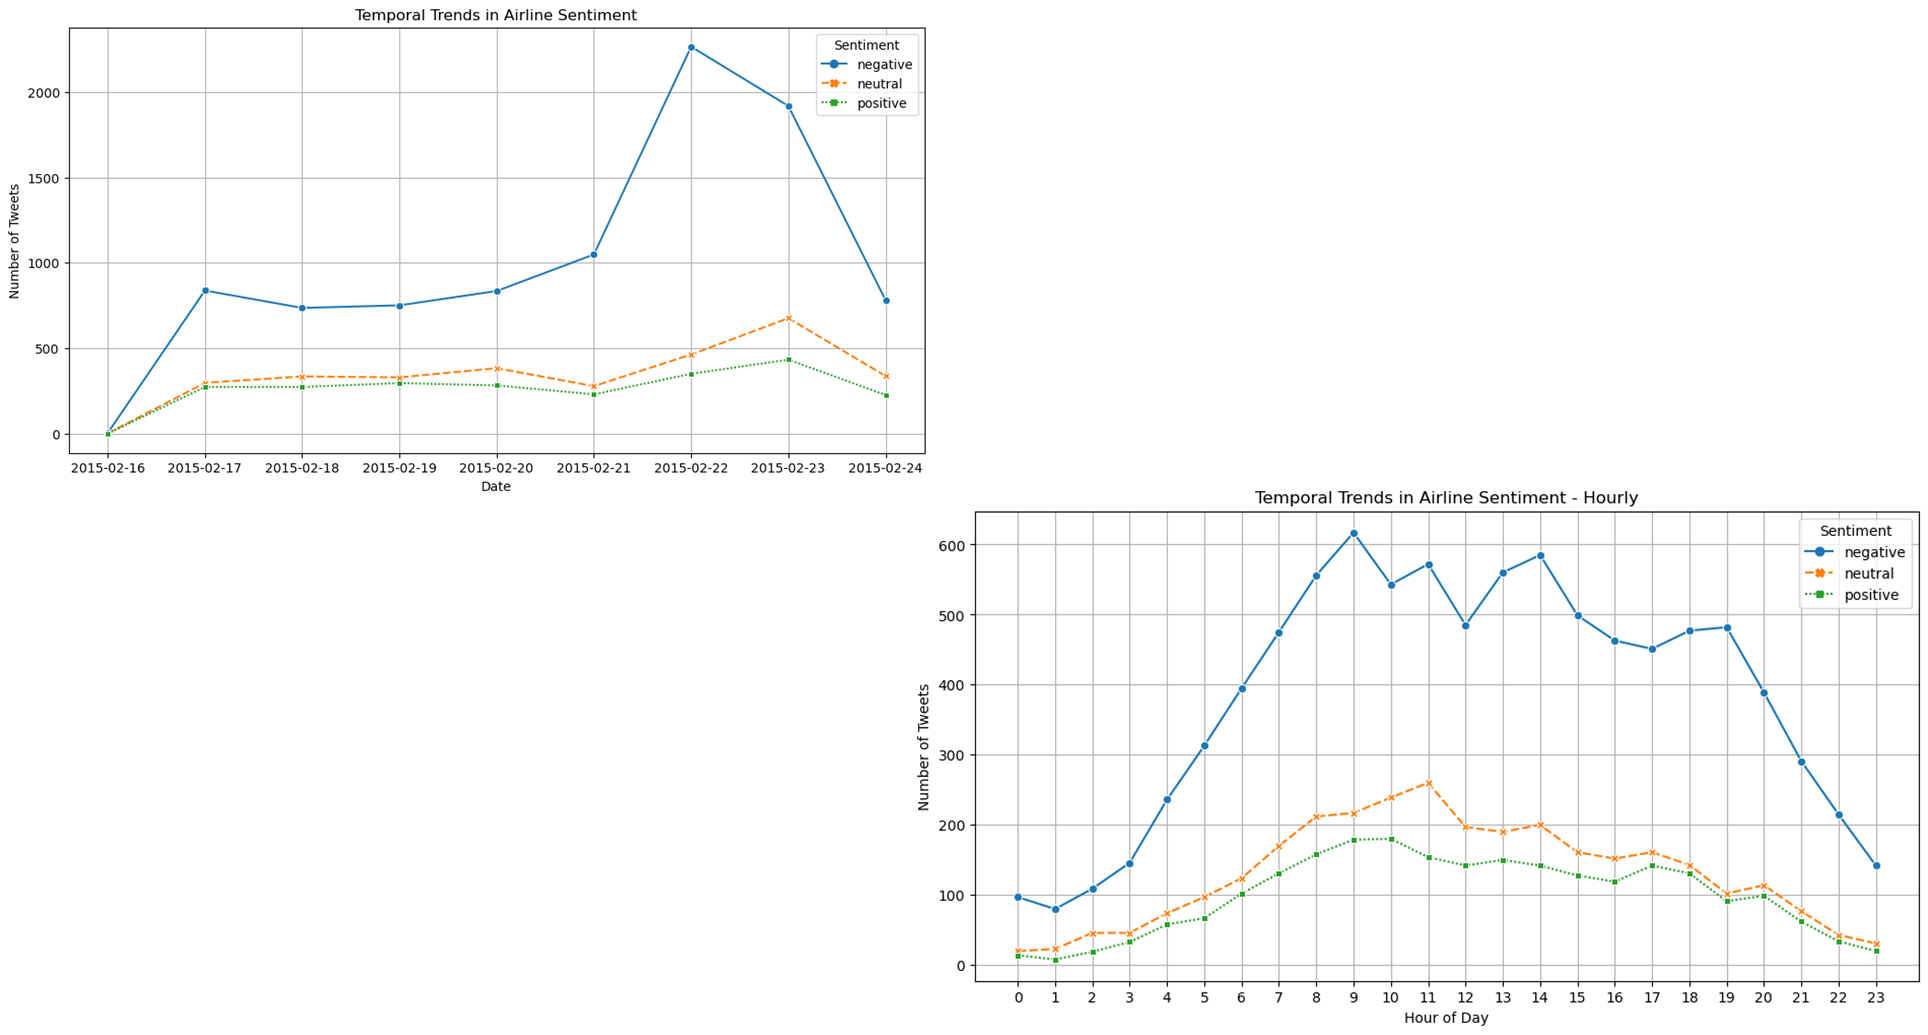 Temporal Trends in Airline Sentiment
Sentiment
negative
neutral
positive
Number of Tweets
2000
1500
1000
500
0
2015-02-16 2015-02-17 2015-02-18 2015-02-19 2015-02-20 2015-02-21 2015-02-22 2015-02-23 2015-02-24
Date
Temporal Trends in Airline Sentiment - Hourly
Sentiment
negative
neutral
positive
Number of Tweets
600
500
400
300
200
100
0
0 1 2 3 4 5 6 7 8 9 10 11 12 13 14 15 16 17 18 19 20 21 22 23
Hour of Day